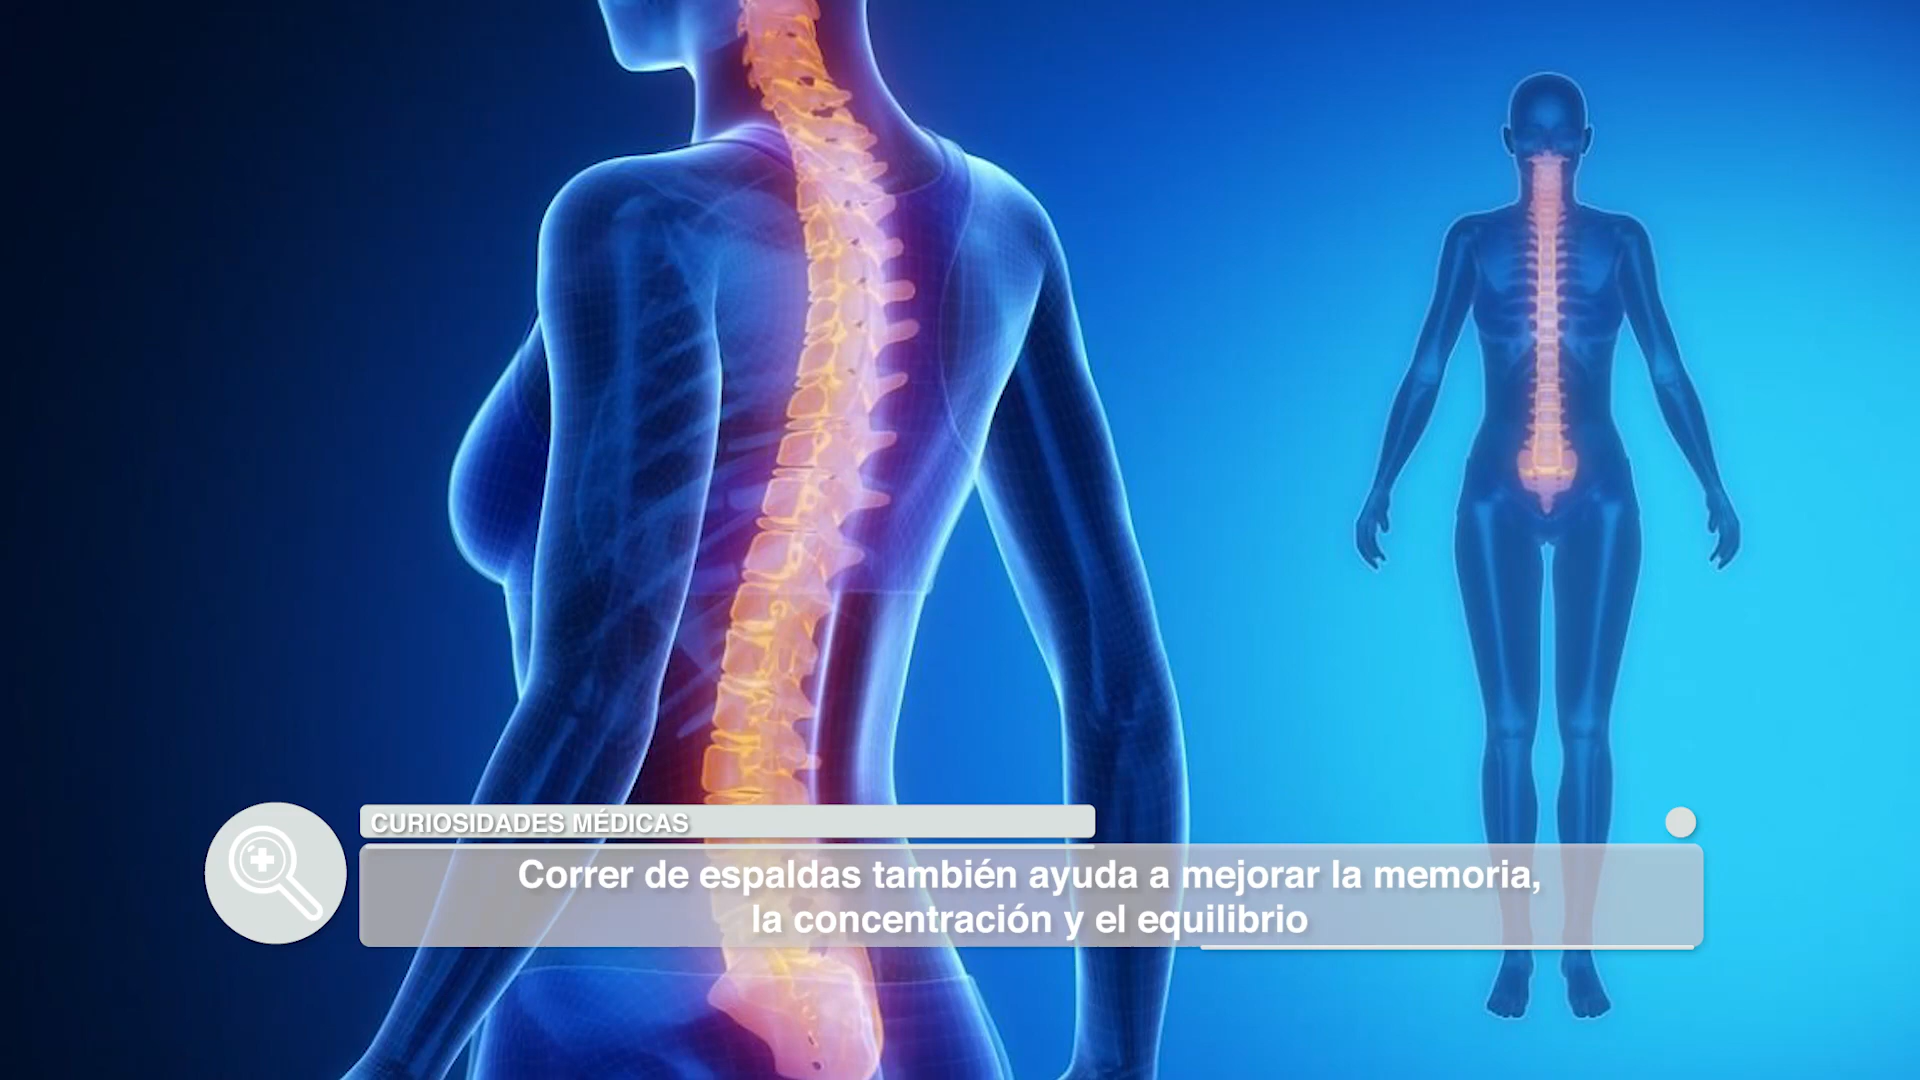 CURIOSIDADES MÉDICAS
Correr de espaldas también ayuda a mejorar la memoria,
la concentración y el equilibrio